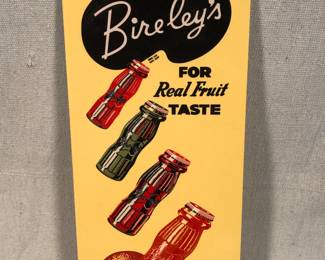 Bireley's
FOR
Real Fruit
TASTE